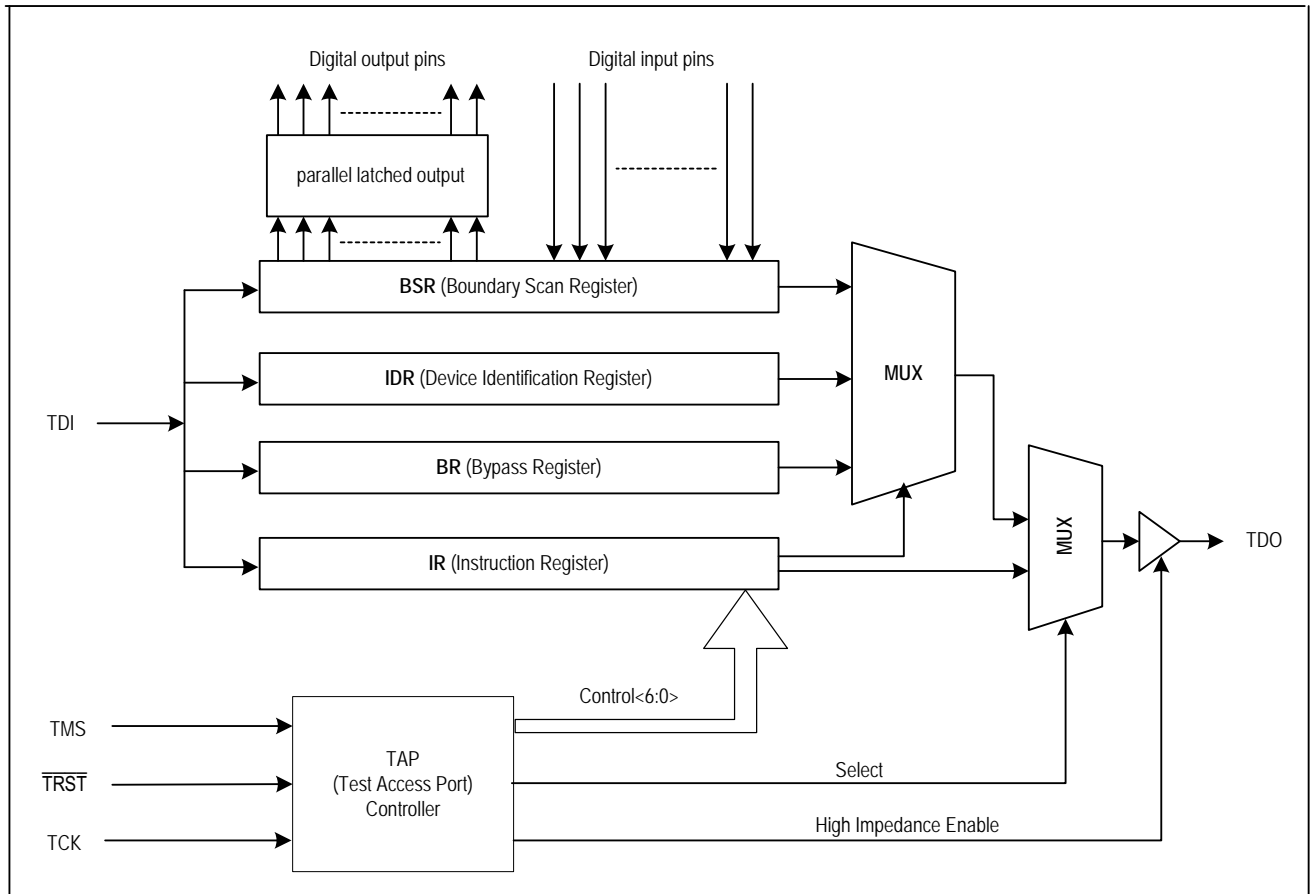 Digital output pins
Digital input pins
parallel latched output
BSR (Boundary Scan Register)
IDR (Device Identification Register)
MUX
TDI
BR (Bypass Register)
MUX
TDO
IR (Instruction Register)
Control<6:0>
TMS
TAP
(Test Access Port)
Controller
T̅R̅S̅T̅
Select
TCK
High Impedance Enable